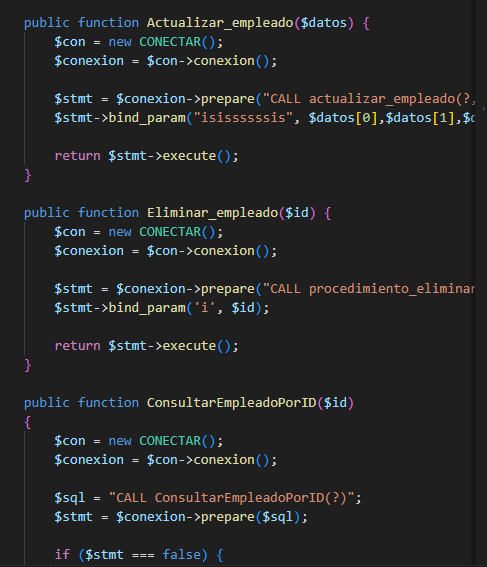 public function Actualizar_empleado($datos) {
$con = new CONECTAR();
$conexion = $con->conexion();
$stmt = $conexion->prepare("CALL actualizar_empleado(?,
$stmt->bind_param("isissssssis", $datos[0],$datos[1],$d
return $stmt->execute();
}
public function Eliminar_empleado($id) {
$con = new CONECTAR();
$conexion = $con->conexion();
$stmt = $conexion->prepare("CALL procedimiento_eliminar
$stmt->bind_param('i', $id);
return $stmt->execute();
}
public function ConsultarEmpleadoPorID($id)
{
$con = new CONECTAR();
$conexion = $con->conexion();
$sql = "CALL ConsultarEmpleadoPorID(?)";
$stmt = $conexion->prepare($sql);
if ($stmt === false) {